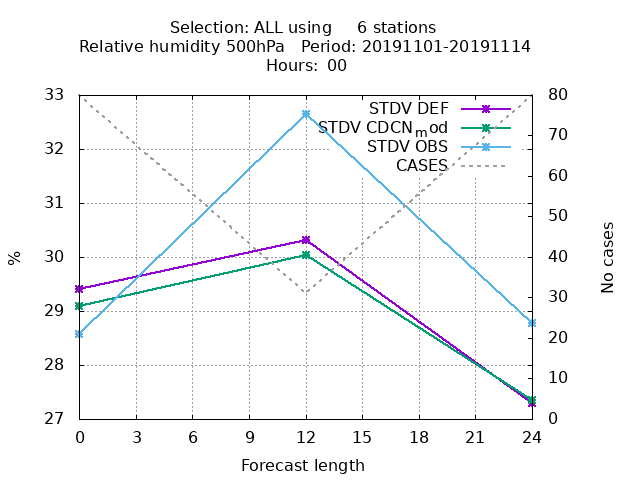 Selection: ALL using     6 stations
Relative humidity 500hPa   Period: 20191101-20191114
Hours: 00
33
32
31
30
29
28
27
%
80
70
60
50
40
30
20
10
0
No cases
STDV DEF
STDV CDCN_mod
STDV OBS
CASES
0 3 6 9 12 15 18 21 24
Forecast length